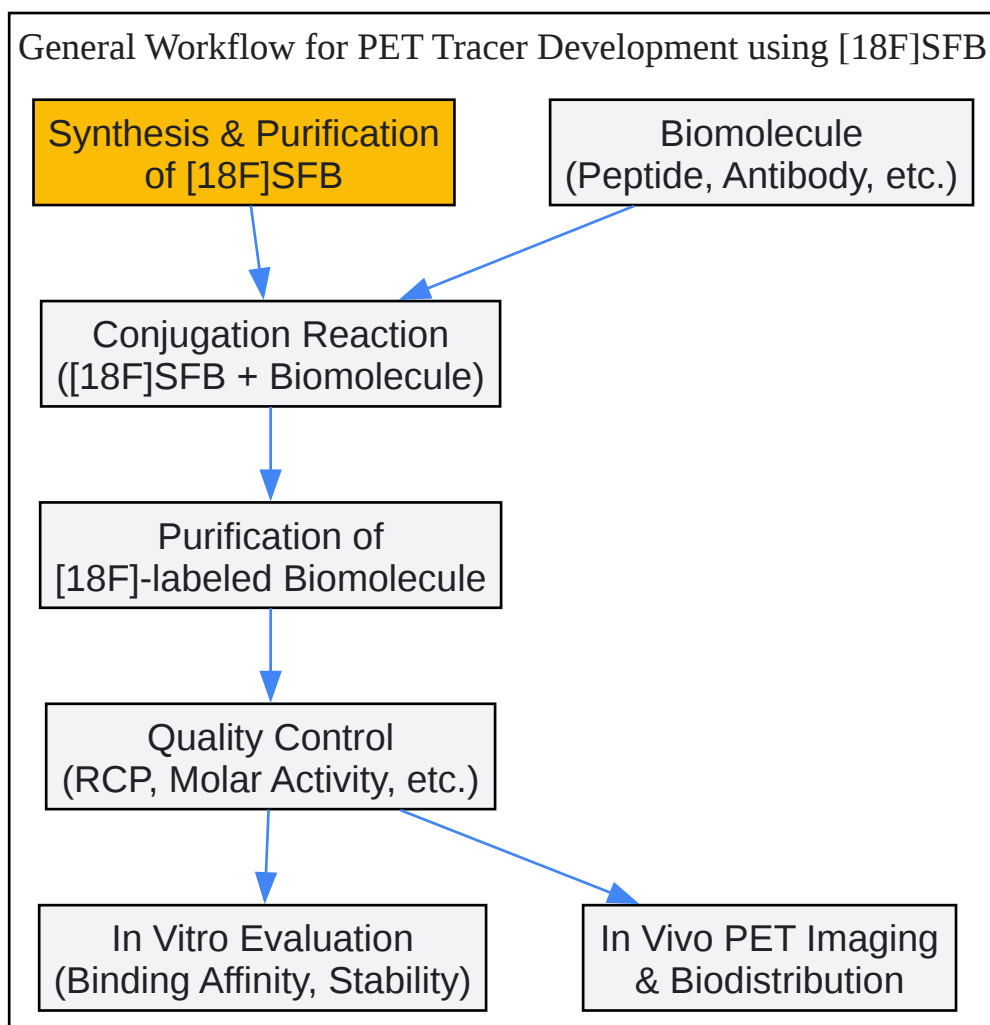 General Workflow for PET Tracer Development using [18F]SFB
Synthesis & Purification
of [18F]SFB
Biomolecule
(Peptide, Antibody, etc.)
Conjugation Reaction
([18F]SFB + Biomolecule)
Purification of
[18F]-labeled Biomolecule
Quality Control
(RCP, Molar Activity, etc.)
In Vitro Evaluation
(Binding Affinity, Stability)
In Vivo PET Imaging
& Biodistribution